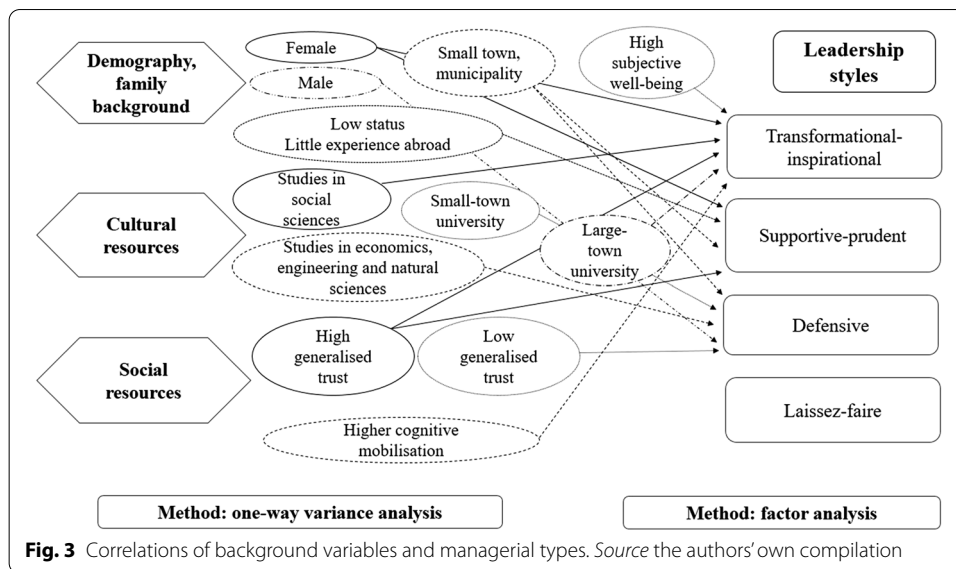 Demography,
family
background
Cultural
resources
Social
resources
Female
Male
Small town,
municipality
High
subjective
well-being
Low status
Little experience abroad
Studies in
social
sciences
Small-town
university
Large-
town
university
Studies in economics,
engineering and natural
sciences
High
generalised
trust
Low
generalised
trust
Higher cognitive
mobilisation
Leadership
styles
Transformational-
inspirational
Supportive-prudent
Defensive
Laissez-faire
Method: one-way variance analysis
Method: factor analysis
Fig. 3 Correlations of background variables and managerial types. Source the authors' own compilation